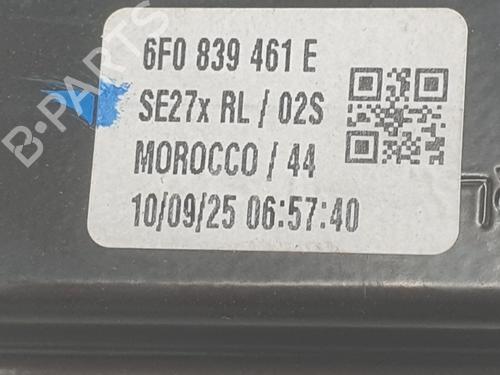 6F0 839 461 E
SE27x RL / 02S
MOROCCO / 44
10/09/25 06:57:40
B-PARTS